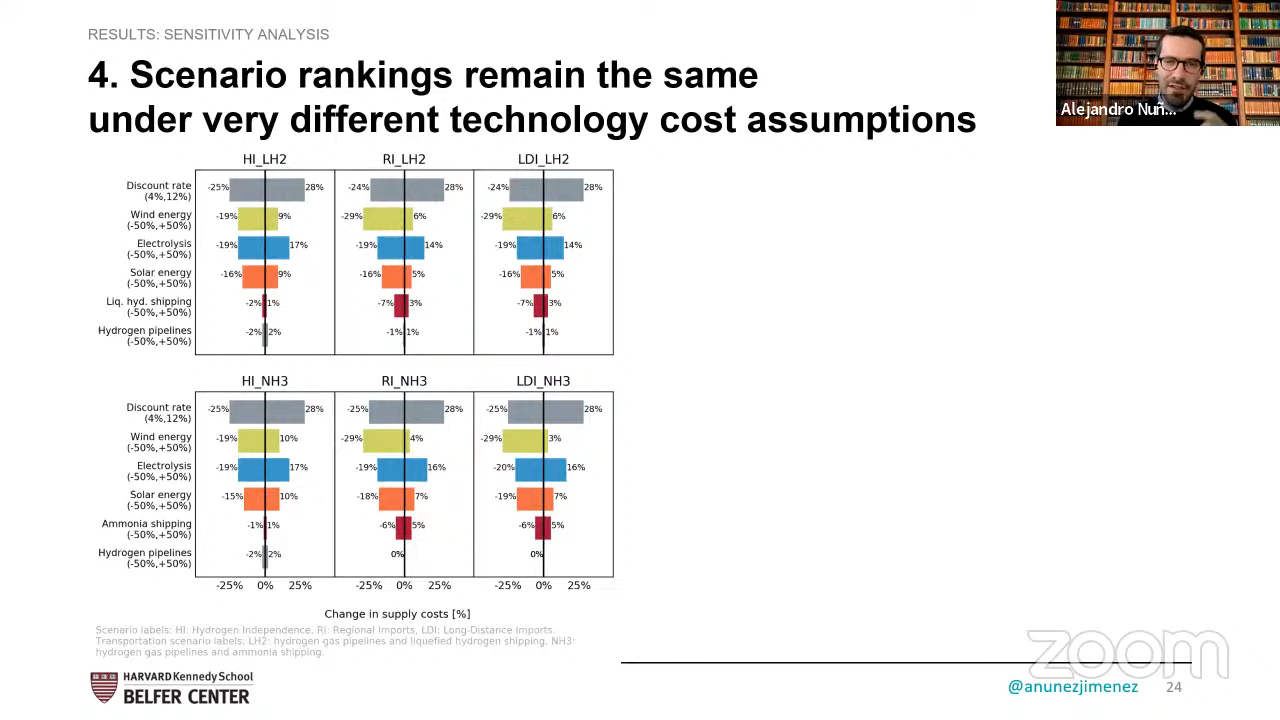 RESULTS: SENSITIVITY ANALYSIS
4. Scenario rankings remain the same
under very different technology cost assumptions
Alejandro Nuñ...
HI_LH2 RI_LH2 LDI_LH2
Discount rate
(4%,12%)
-25% 28% -24% 28% -24% 28%
Wind energy
(-50%,+50%)
-19% 9% -29% 6% -29% 6%
Electrolysis
(-50%,+50%)
-19% 17% -19% 14% -19% 14%
Solar energy
(-50%,+50%)
-16% 9% -16% 5% -16% 5%
Liq. hyd. shipping
(-50%,+50%)
-2% 1% -7% 3% -7% 3%
Hydrogen pipelines
(-50%,+50%)
-2% 2% -1% 1% -1% 1%
HI_NH3 RI_NH3 LDI_NH3
Discount rate
(4%,12%)
-25% 28% -25% 28% -25% 28%
Wind energy
(-50%,+50%)
-19% 10% -29% 4% -29% 3%
Electrolysis
(-50%,+50%)
-19% 17% -19% 16% -20% 16%
Solar energy
(-50%,+50%)
-15% 10% -18% 7% -19% 7%
Ammonia shipping
(-50%,+50%)
-1% 1% -6% 5% -6% 5%
Hydrogen pipelines
(-50%,+50%)
-2% 2% 0% 0%
-25% 0% 25% -25% 0% 25% -25% 0% 25%
Change in supply costs [%]
Scenario labels: HI: Hydrogen Independence, RI: Regional Imports, LDI: Long-Distance Imports.
Transportation scenario labels: LH2: hydrogen gas pipelines and liquefied hydrogen shipping, NH3:
hydrogen gas pipelines and ammonia shipping.
HARVARD Kennedy School
BELFER CENTER
zoom
@anunezjimenez 24